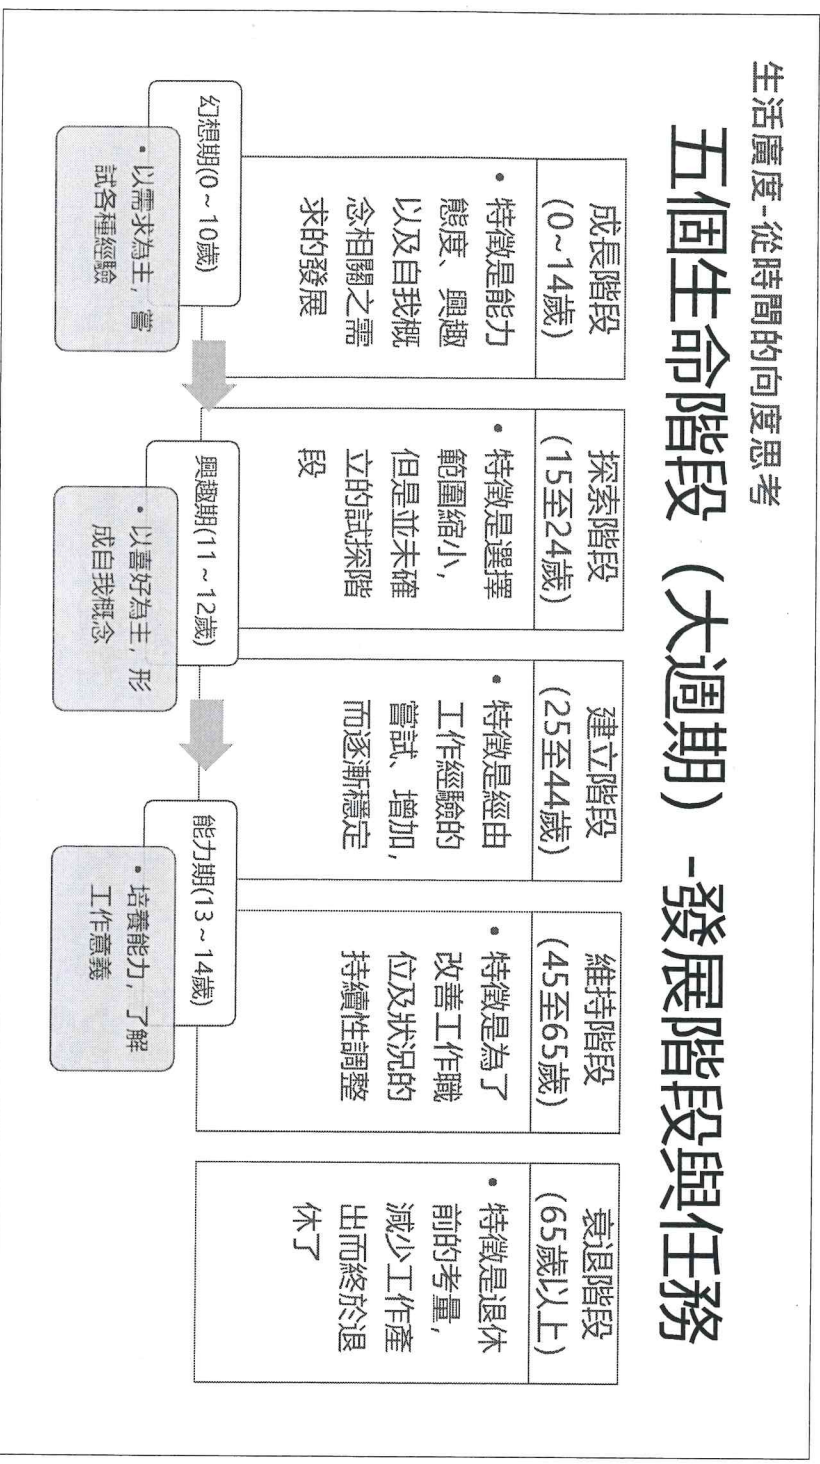 生活廣度-從時間的向度思考
五個生命階段（大週期）-發展階段與任務
成長階段
(0~14歲)
• 特徵是能力
態度、興趣
以及自我概
念相關之需
求的發展
探索階段
(15至24歲)
• 特徵是選擇
範圍縮小，
但是並未確
立的試探階
段
建立階段
(25至44歲)
• 特徵是經由
工作經驗的
嘗試、增加，
而逐漸穩定
維持階段
(45至65歲)
• 特徵是為了
改善工作職
位及狀況的
持續性調整
衰退階段
(65歲以上)
• 特徵是退休
前的考量，
減少工作產
出而終於退
休了
幻想期(0~10歲)
• 以需求為主，嘗
試各種經驗
興趣期(11~12歲)
• 以喜好為主，形
成自我概念
能力期(13~14歲)
• 培養能力，了解
工作意義